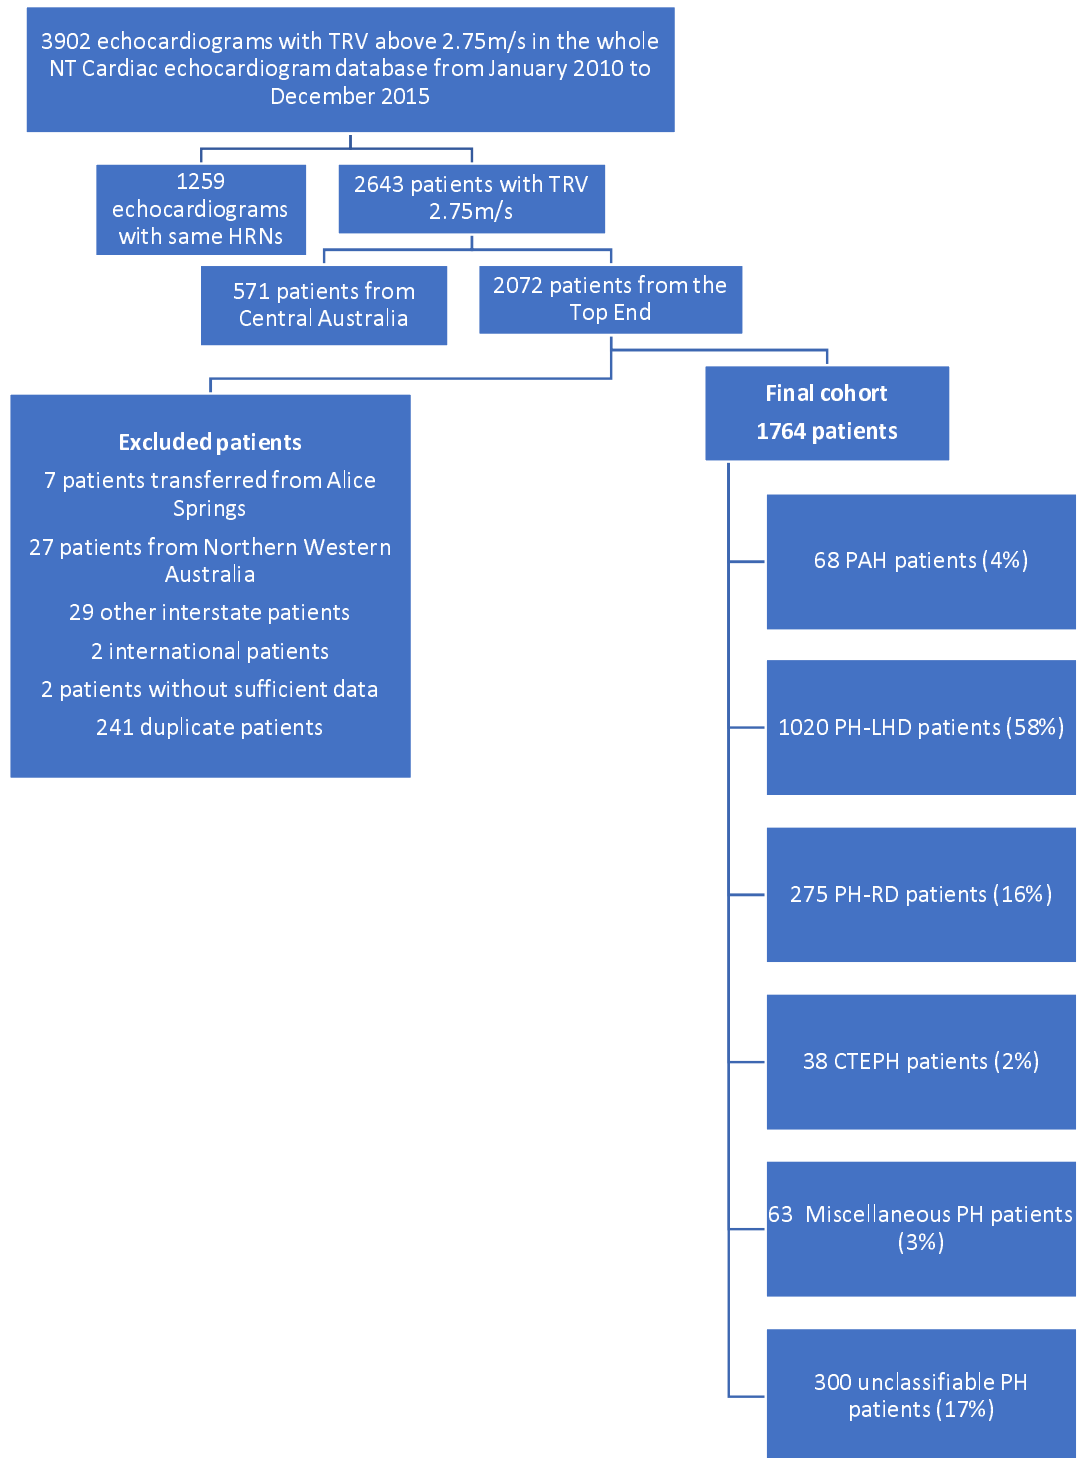 3902 echocardiograms with TRV above 2.75m/s in the whole
NT Cardiac echocardiogram database from January 2010 to
December 2015
1259
echocardiograms
with same HRNs
2643 patients with TRV
2.75m/s
571 patients from
Central Australia
2072 patients from the
Top End
Excluded patients
7 patients transferred from Alice
Springs
27 patients from Northern Western
Australia
29 other interstate patients
2 international patients
2 patients without sufficient data
241 duplicate patients
Final cohort
1764 patients
68 PAH patients (4%)
1020 PH-LHD patients (58%)
275 PH-RD patients (16%)
38 CTEPH patients (2%)
63 Miscellaneous PH patients
(3%)
300 unclassifiable PH
patients (17%)